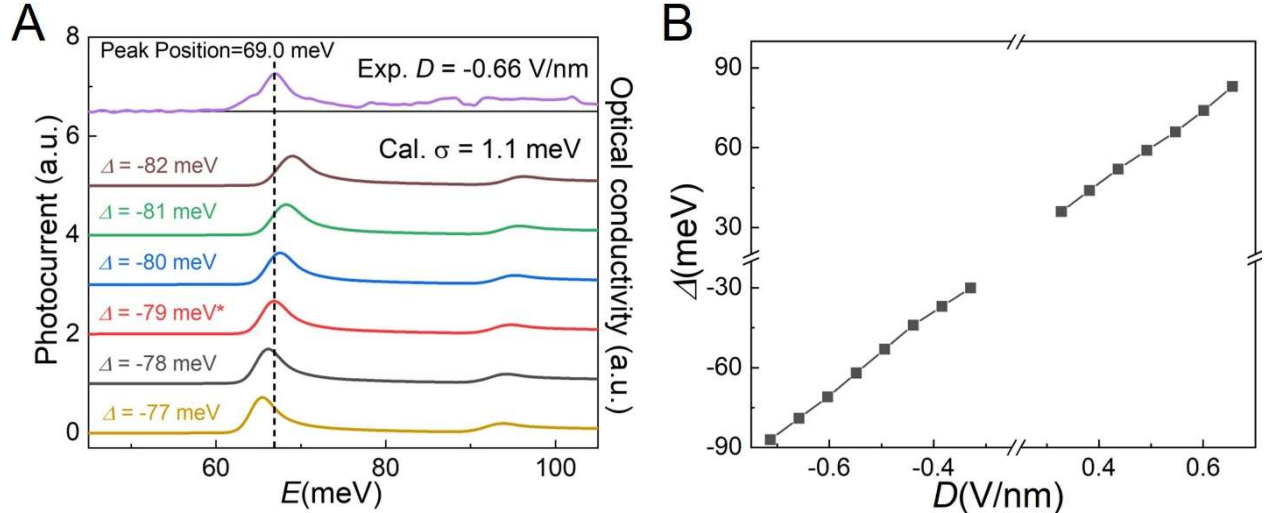 A
B
8
6
4
2
0
Photocurrent (a.u.)
Peak Position=69.0 meV
Exp. D = -0.66 V/nm
Cal. σ = 1.1 meV
Δ = -82 meV
Δ = -81 meV
Δ = -80 meV
Δ = -79 meV*
Δ = -78 meV
Δ = -77 meV
60
80
100
E(meV)
Optical conductivity (a.u.)
90
60
30
-30
-60
-90
Δ(meV)
-0.6
-0.4
0.4
0.6
D(V/nm)